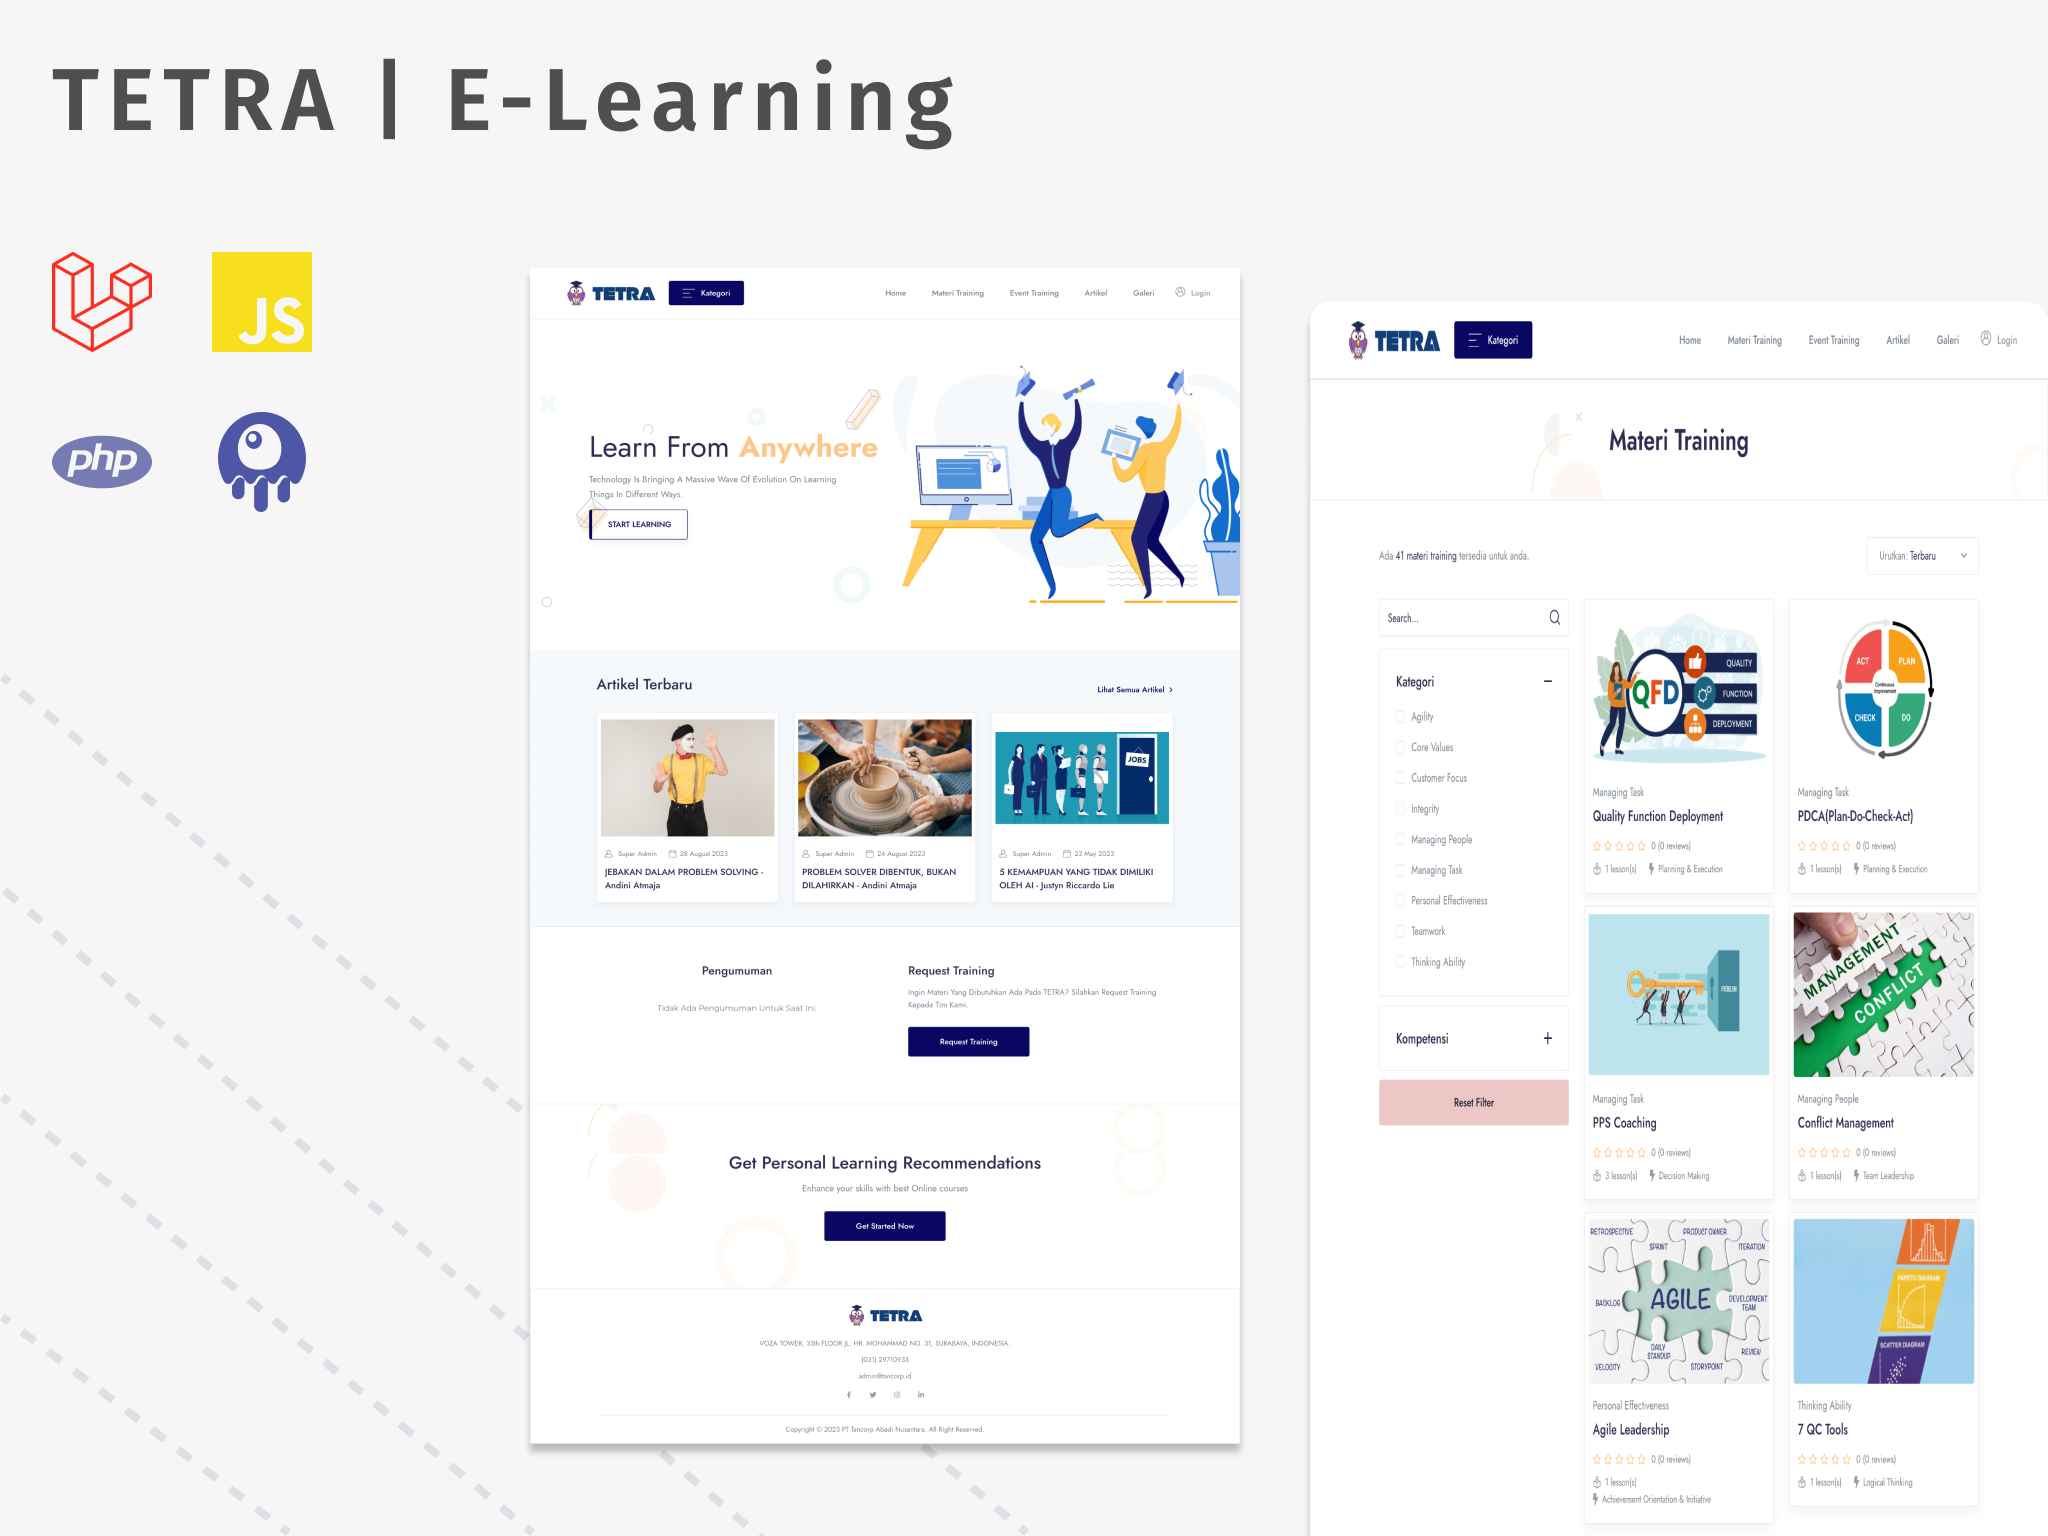 TETRA | E-Learning
JS
php
TETRA
Kategori
Home
Materi Training
Event Training
Artikel
Galeri
Login
Learn From Anywhere
Technology Is Bringing A Massive Wave Of Evolution On Learning
Things In Different Ways.
START LEARNING
Artikel Terbaru
Lihat Semua Artikel
Super Admin
28 August 2023
JEBAKAN DALAM PROBLEM SOLVING -
Andini Atmaja
Super Admin
24 August 2023
PROBLEM SOLVER DIBENTUK, BUKAN
DILAHIRKAN - Andini Atmaja
JOBS
Super Admin
23 May 2023
5 KEMAMPUAN YANG TIDAK DIMILIKI
OLEH AI - Justyn Riccardo Lie
Pengumuman
Tidak Ada Pengumuman Untuk Saat Ini.
Request Training
Ingin Materi Yang Dibutuhkan Ada Pada TETRA? Silahkan Request Training
Kepada Tim Kami.
Request Training
Get Personal Learning Recommendations
Enhance your skills with best Online courses
Get Started Now
TETRA
VOZA TOWER, 33th FLOOR JL. HR. MOHAMMAD NO. 31, SURABAYA, INDONESIA.
(031) 29710933
admin@tancorp.id
Copyright © 2023 PT Tancorp Abadi Nusantara. All Right Reserved.
TETRA
Kategori
Home
Materi Training
Event Training
Artikel
Galeri
Login
Materi Training
Ada 41 materi training tersedia untuk anda.
Urutkan: Terbaru
Search...
Kategori
Agility
Core Values
Customer Focus
Integrity
Managing People
Managing Task
Personal Effectiveness
Teamwork
Thinking Ability
Kompetensi
Reset Filter
QFD
QUALITY
FUNCTION
DEPLOYMENT
Managing Task
Quality Function Deployment
0 (0 reviews)
1 lesson(s)
Planning & Execution
ACT
PLAN
Continuous
Improvement
CHECK
DO
Managing Task
PDCA(Plan-Do-Check-Act)
0 (0 reviews)
1 lesson(s)
Planning & Execution
PROBLEM
Managing Task
PPS Coaching
0 (0 reviews)
3 lesson(s)
Decision Making
MANAGEMENT
CONFLICT
Managing People
Conflict Management
0 (0 reviews)
1 lesson(s)
Team Leadership
RETROSPECTIVE
PRODUCT OWNER
SPRINT
ITERATION
BACKLOG
AGILE
DEVELOPMENT
TEAM
DAILY
STANDUP
REVIEW
VELOCITY
STORYPOINT
Personal Effectiveness
Agile Leadership
0 (0 reviews)
1 lesson(s)
Achievement Orientation & Initiative
PARETO DIAGRAM
SCATTER DIAGRAM
Thinking Ability
7 QC Tools
0 (0 reviews)
1 lesson(s)
Logical Thinking